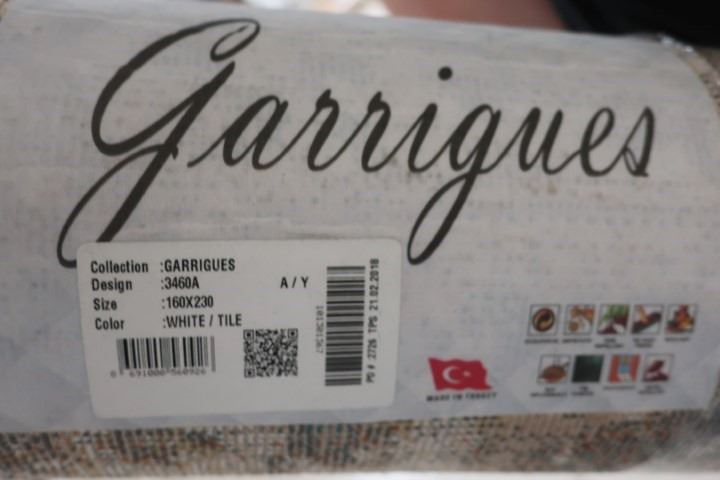 Garrigues
Collection :GARRIGUES
Design :3460A A / Y
Size :160X230
Color :WHITE / TILE
PO # .2726 TPS 21.02.2018
MADE IN TURKEY